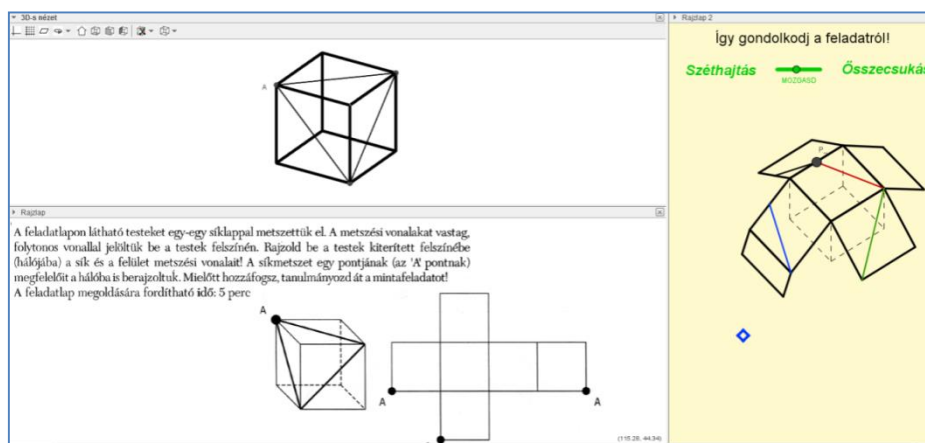 3D-s nézet
A
Rajzlap
A feladatlapon látható testeket egy-egy síklappal metszettük el. A metszési vonalakat vastag,
folytonos vonallal jelöltük be a testek felszínén. Rajzold be a testek kiterített felszínébe
(hálójába) a sík és a felület metszési vonalait! A síkmetszet egy pontjának (az 'A' pontnak)
megfelelőit a hálóba is berajzoltuk. Mielőtt hozzáfogsz, tanulmányozd át a mintafeladatot!
A feladatlap megoldására fordítható idő: 5 perc
A
A
A
(115.28, 44.34)
Rajzlap 2
Így gondolkodj a feladatról!
Széthajtás
Összecsukás
MOZGASD
P